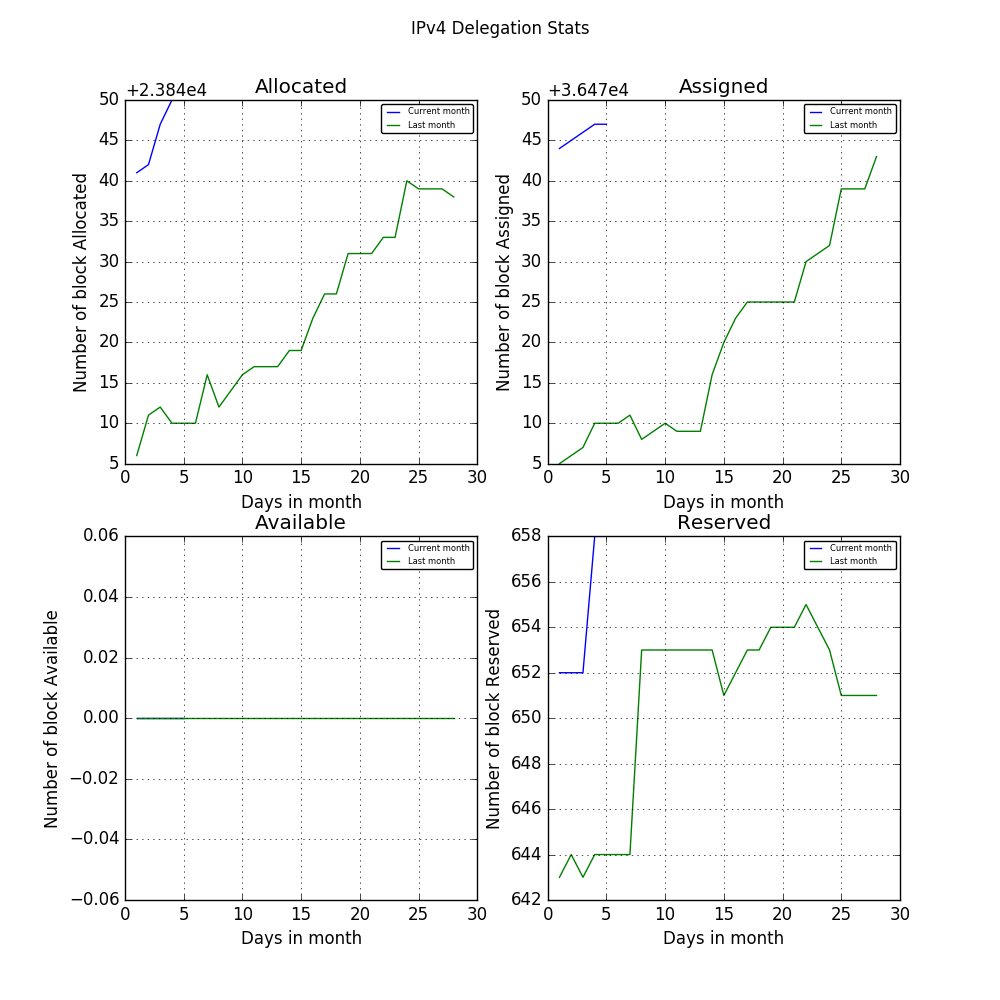 IPv4 Delegation Stats
Allocated
+2.384e4
50
45
40
35
30
25
20
15
10
5
0 5 10 15 20 25 30
Number of block Allocated
Days in month
Current month
Last month
Assigned
+3.647e4
50
45
40
35
30
25
20
15
10
5
0 5 10 15 20 25 30
Number of block Assigned
Days in month
Current month
Last month
Available
0.06
0.04
0.02
0.00
−0.02
−0.04
−0.06
0 5 10 15 20 25 30
Number of block Available
Days in month
Current month
Last month
Reserved
658
656
654
652
650
648
646
644
642
0 5 10 15 20 25 30
Number of block Reserved
Days in month
Current month
Last month